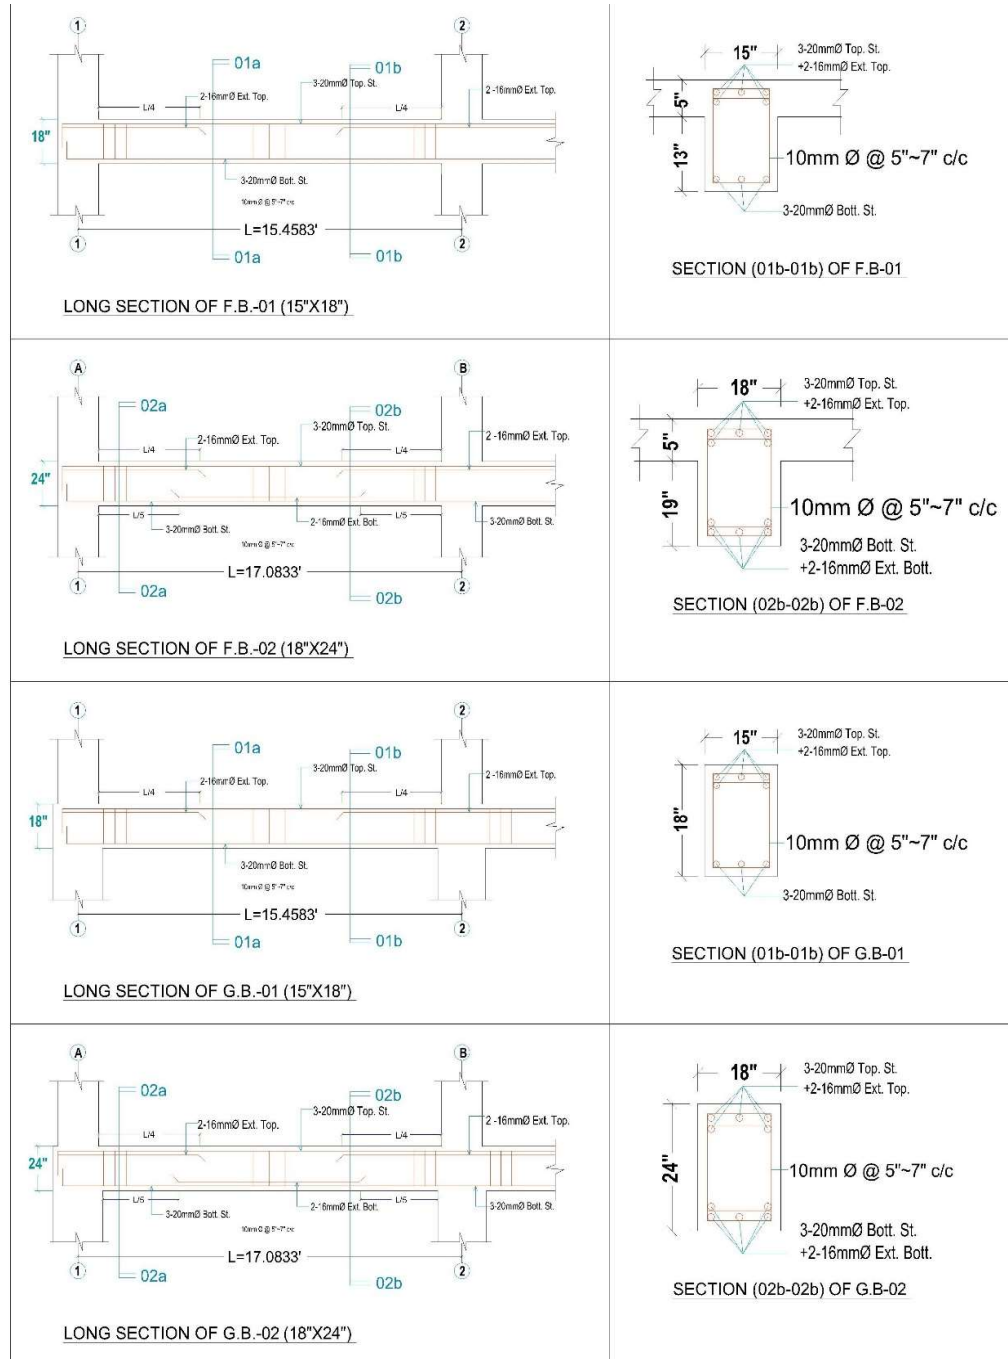 1
2
01a
01b
3-20mmØ Top. St.
2-16mmØ Ext. Top.
2 -16mmØ Ext. Top.
L/4
L/4
18"
3-20mmØ Bott. St.
10mm Ø @ 5"~7" c/c
L=15.4583'
1
2
01a
01b
LONG SECTION OF F.B.-01 (15"X18")
15"
3-20mmØ Top. St.
+2-16mmØ Ext. Top.
5"
13"
10mm Ø @ 5"~7" c/c
3-20mmØ Bott. St.
SECTION (01b-01b) OF F.B-01
A
B
02a
02b
3-20mmØ Top. St.
2-16mmØ Ext. Top.
2 -16mmØ Ext. Top.
L/4
L/4
24"
L/5
L/5
2-16mmØ Ext. Bott.
3-20mmØ Bott. St.
3-20mmØ Bott. St.
10mm Ø @ 5"~7" c/c
L=17.0833'
1
2
02a
02b
LONG SECTION OF F.B.-02 (18"X24")
18"
3-20mmØ Top. St.
+2-16mmØ Ext. Top.
5"
19"
10mm Ø @ 5"~7" c/c
3-20mmØ Bott. St.
+2-16mmØ Ext. Bott.
SECTION (02b-02b) OF F.B-02
1
2
01a
01b
3-20mmØ Top. St.
2-16mmØ Ext. Top.
2 -16mmØ Ext. Top.
L/4
L/4
18"
3-20mmØ Bott. St.
10mm Ø @ 5"~7" c/c
L=15.4583'
1
2
01a
01b
LONG SECTION OF G.B.-01 (15"X18")
15"
3-20mmØ Top. St.
+2-16mmØ Ext. Top.
18"
10mm Ø @ 5"~7" c/c
3-20mmØ Bott. St.
SECTION (01b-01b) OF G.B-01
A
B
02a
02b
3-20mmØ Top. St.
2-16mmØ Ext. Top.
2 -16mmØ Ext. Top.
L/4
L/4
24"
L/5
L/5
2-16mmØ Ext. Bott.
3-20mmØ Bott. St.
3-20mmØ Bott. St.
10mm Ø @ 5"~7" c/c
L=17.0833'
1
2
02a
02b
LONG SECTION OF G.B.-02 (18"X24")
18"
3-20mmØ Top. St.
+2-16mmØ Ext. Top.
24"
10mm Ø @ 5"~7" c/c
3-20mmØ Bott. St.
+2-16mmØ Ext. Bott.
SECTION (02b-02b) OF G.B-02